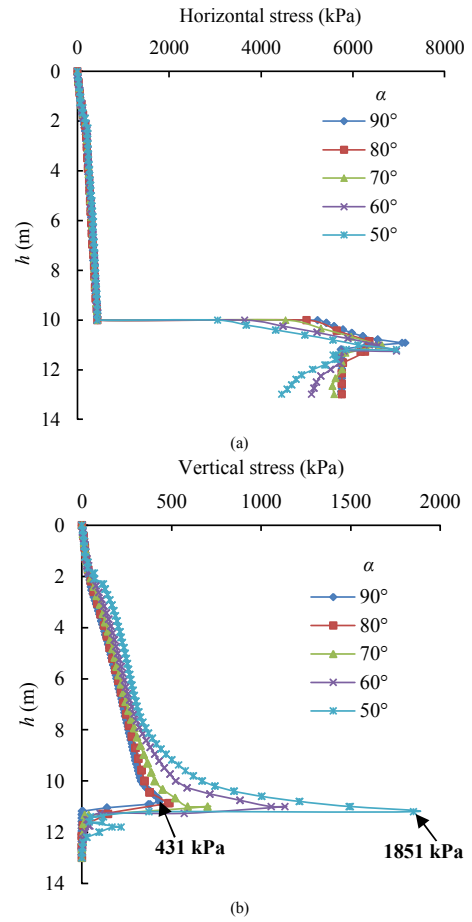 Horizontal stress (kPa)
0 2000 4000 6000 8000
0
2
4
6
8
10
12
14
h (m)
α
90°
80°
70°
60°
50°
(a)
Vertical stress (kPa)
0 500 1000 1500 2000
0
2
4
6
8
10
12
14
h (m)
α
90°
80°
70°
60°
50°
431 kPa
1851 kPa
(b)